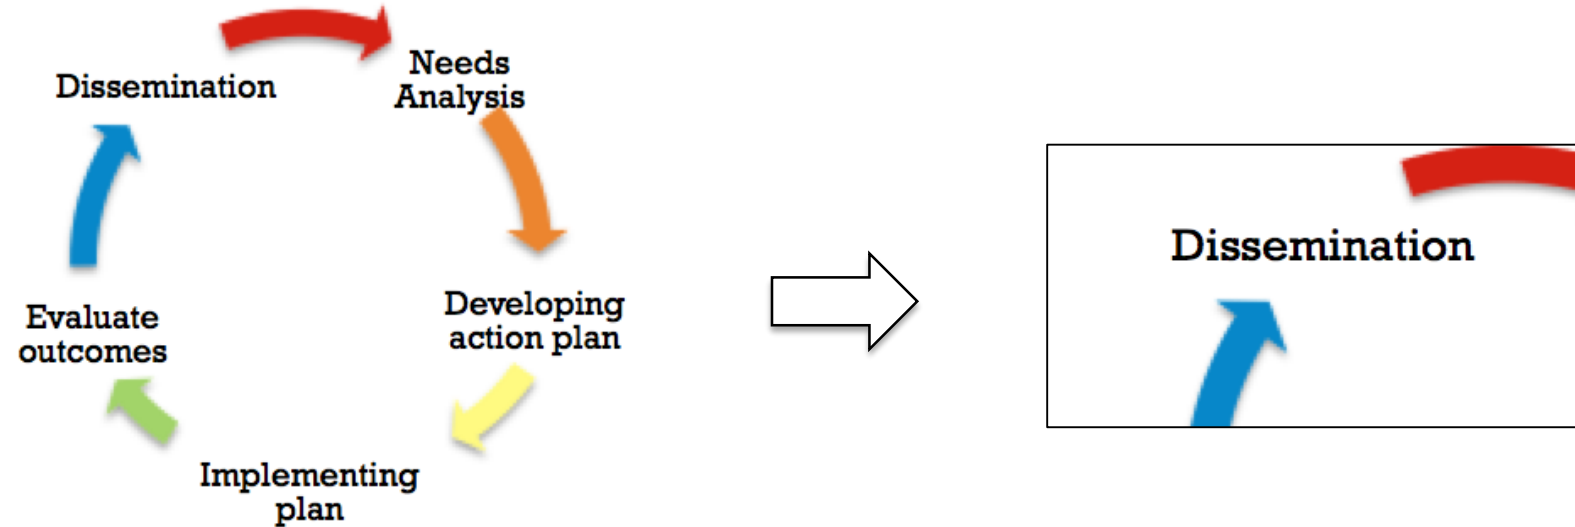 Dissemination
Needs
Analysis
Developing
action plan
Implementing
plan
Evaluate
outcomes
Dissemination